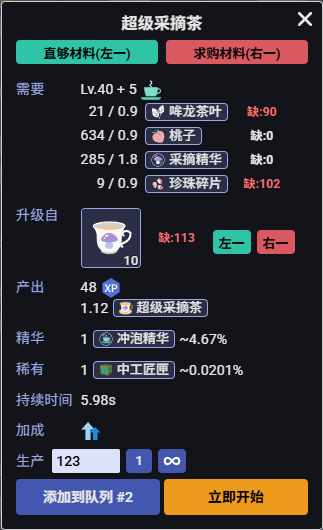 超级采摘茶
直够材料(左一) 求购材料(右一)
需要 Lv.40 + 5
21 / 0.9 哞龙茶叶 缺:90
634 / 0.9 桃子 缺:0
285 / 1.8 采摘精华 缺:0
9 / 0.9 珍珠碎片 缺:102
升级自 10 缺:113 左一 右一
产出 48 XP
1.12 超级采摘茶
精华 1 冲泡精华 ~4.67%
稀有 1 中工匠匣 ~0.0201%
持续时间 5.98s
加成
生产 123 1 ∞
添加到队列 #2 立即开始